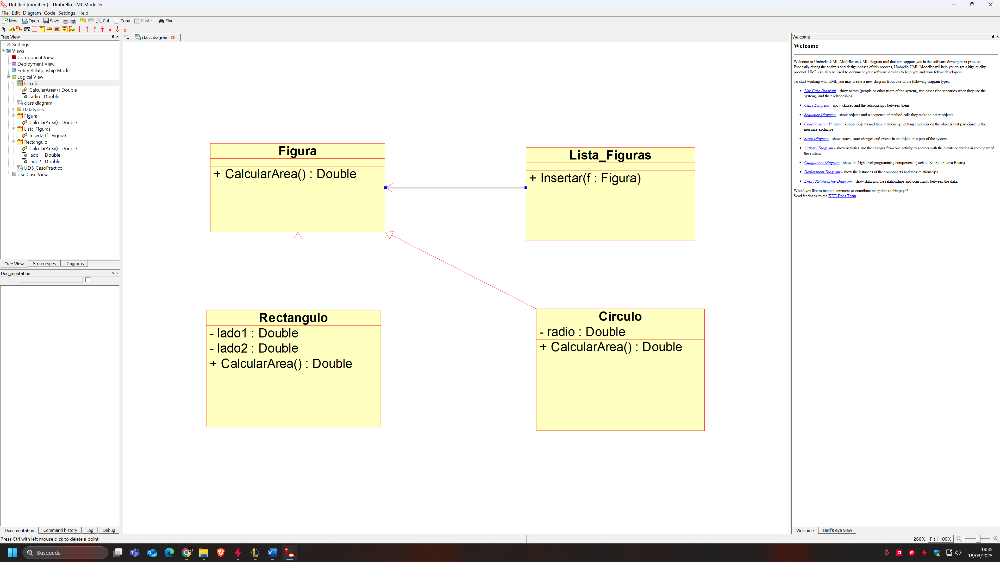 Untitled [modified] – Umbrello UML Modeller
File Edit Diagram Code Settings Help
New Open Save Cut Copy Paste Find
XYZ
Tree View
Settings
Views
Component View
Deployment View
Entity Relationship Model
Logical View
Circulo
CalcularArea() : Double
radio : Double
class diagram
Datatypes
Figura
CalcularArea() : Double
Lista_Figuras
Insertar(f : Figura)
Rectangulo
CalcularArea() : Double
lado1 : Double
lado2 : Double
UD5_CasoPractico1
Use Case View
Tree View Stereotypes Diagrams
Documentation
Documentation Command history Log Debug
Press Ctrl with left mouse click to delete a point
class diagram
Figura
+ CalcularArea() : Double
Lista_Figuras
+ Insertar(f : Figura)
Rectangulo
- lado1 : Double
- lado2 : Double
+ CalcularArea() : Double
Circulo
- radio : Double
+ CalcularArea() : Double
Welcome
Welcome
Welcome to Umbrello UML Modeller an UML diagram tool that can support you in the software development process.
Especially during the analysis and design phases of this process, Umbrello UML Modeller will help you to get a high quality
product. UML can also be used to document your software designs to help you and your fellow developers.
To start working with UML you may create a new diagram from one of the following diagram types:
• Use Case Diagram - show actors (people or other users of the system), use cases (the scenarios when they use the
system), and their relationships
• Class Diagram - show classes and the relationships between them
• Sequence Diagram - show objects and a sequence of method calls they make to other objects.
• Collaboration Diagram - show objects and their relationship, putting emphasis on the objects that participate in the
message exchange
• State Diagram - show states, state changes and events in an object or a part of the system
• Activity Diagram - show activities and the changes from one activity to another with the events occurring in some part of
the system
• Component Diagram - show the high level programming components (such as KParts or Java Beans).
• Deployment Diagram - show the instances of the components and their relationships.
• Entity Relationship Diagram - show data and the relationships and constraints between the data.
Would you like to make a comment or contribute an update to this page?
Send feedback to the KDE Docs Team
Welcome Bird's eye view
266% Fit 100%
Búsqueda
19:35
18/03/2025